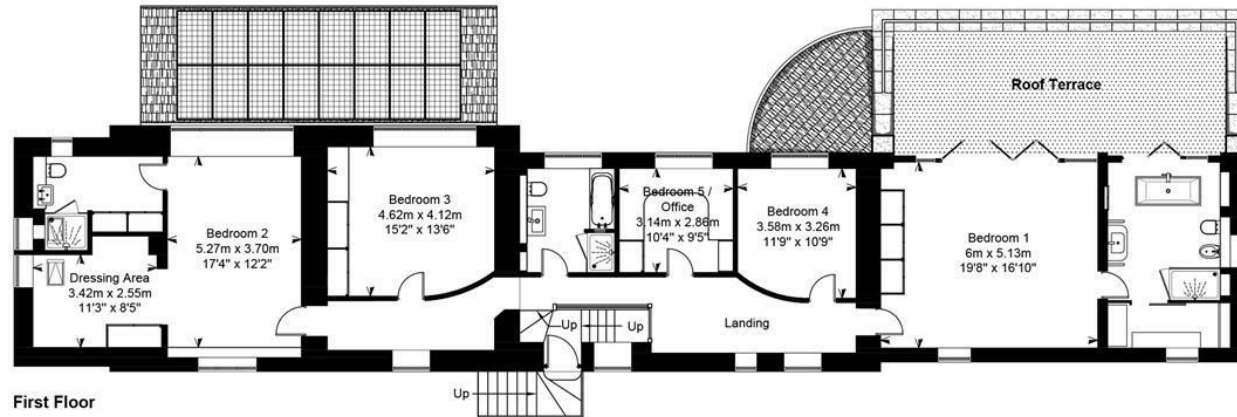 Roof Terrace
Bedroom 2
5.27m x 3.70m
17'4" x 12'2"
Dressing Area
3.42m x 2.55m
11'3" x 8'5"
Bedroom 3
4.62m x 4.12m
15'2" x 13'6"
Bedroom 5 /
Office
3.14m x 2.86m
10'4" x 9'5"
Bedroom 4
3.58m x 3.26m
11'9" x 10'9"
Bedroom 1
6m x 5.13m
19'8" x 16'10"
Up
Up
Landing
Up
First Floor